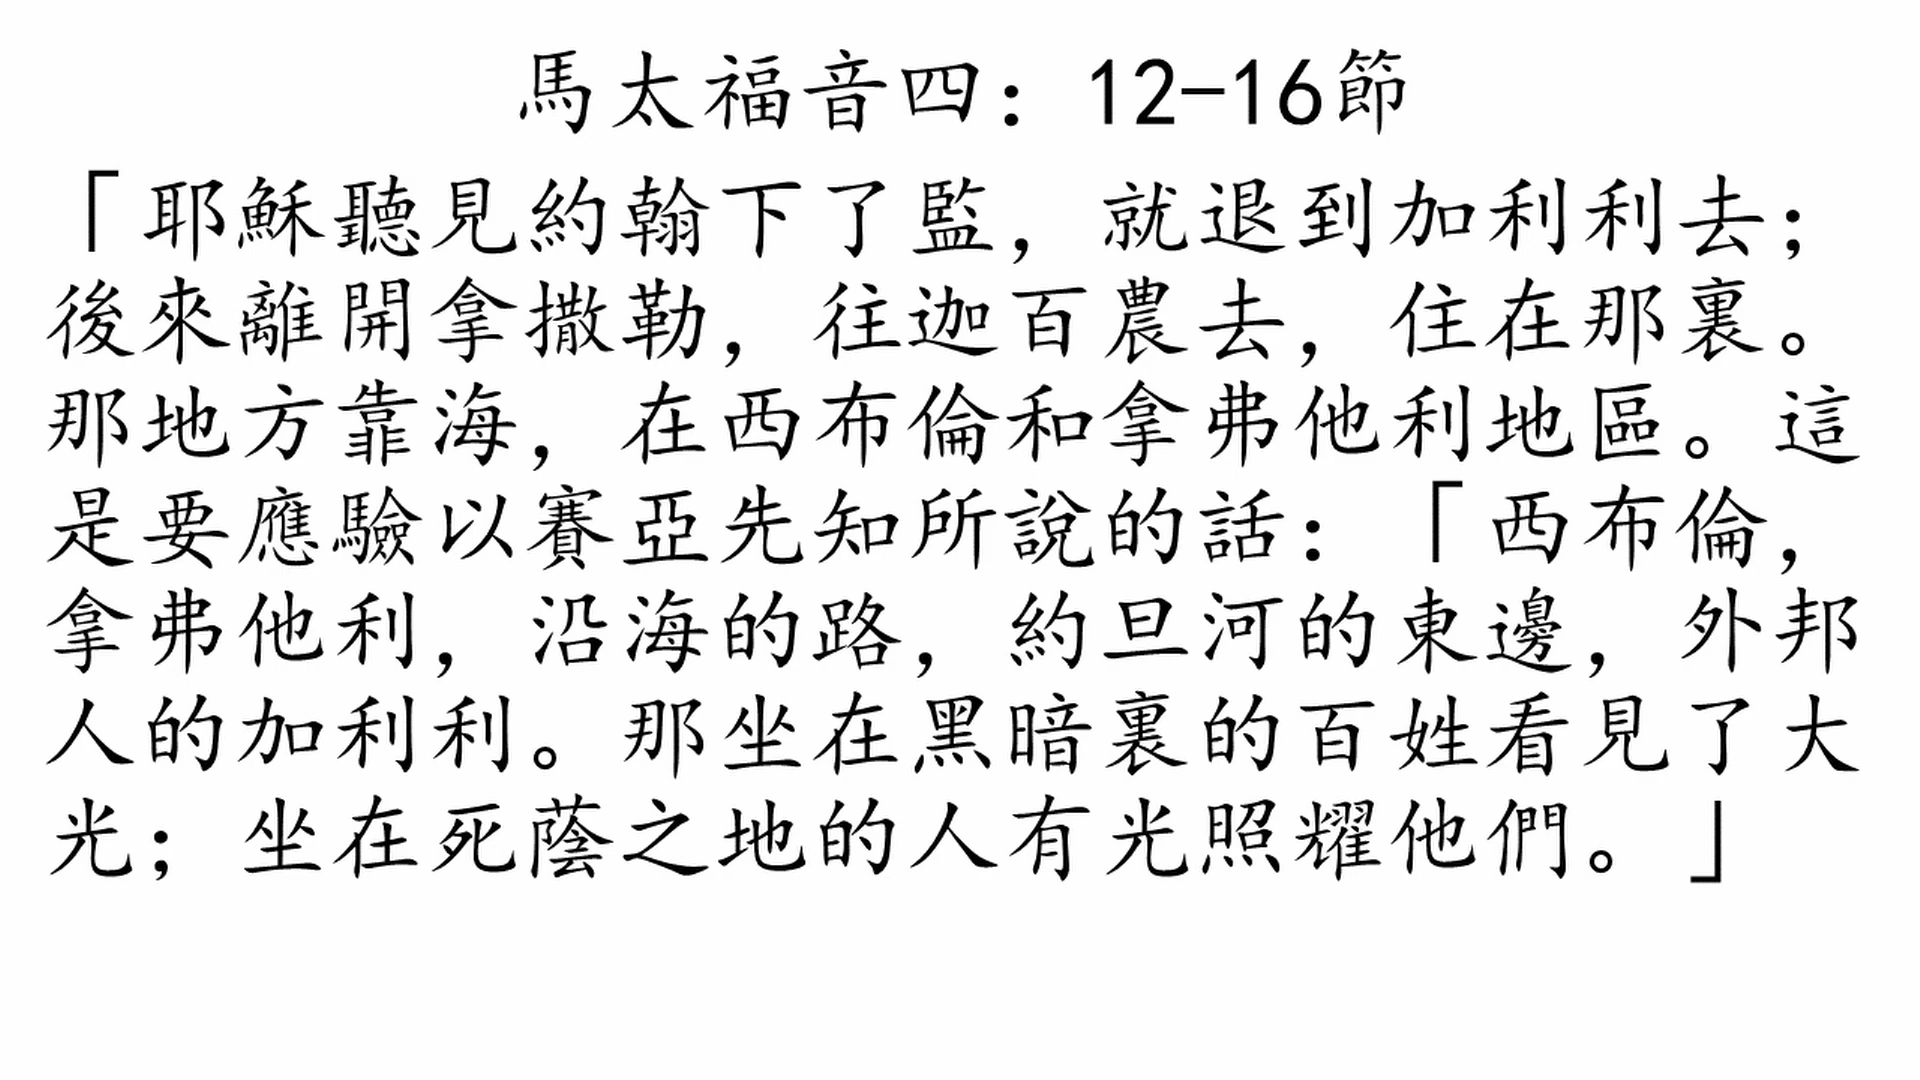 馬太福音四：12-16節
「耶穌聽見約翰下了監，就退到加利利去；
後來離開拿撒勒，往迦百農去，住在那裏。
那地方靠海，在西布倫和拿弗他利地區。這
是要應驗以賽亞先知所說的話：「西布倫，
拿弗他利，沿海的路，約旦河的東邊，外邦
人的加利利。那坐在黑暗裏的百姓看見了大
光；坐在死蔭之地的人有光照耀他們。」